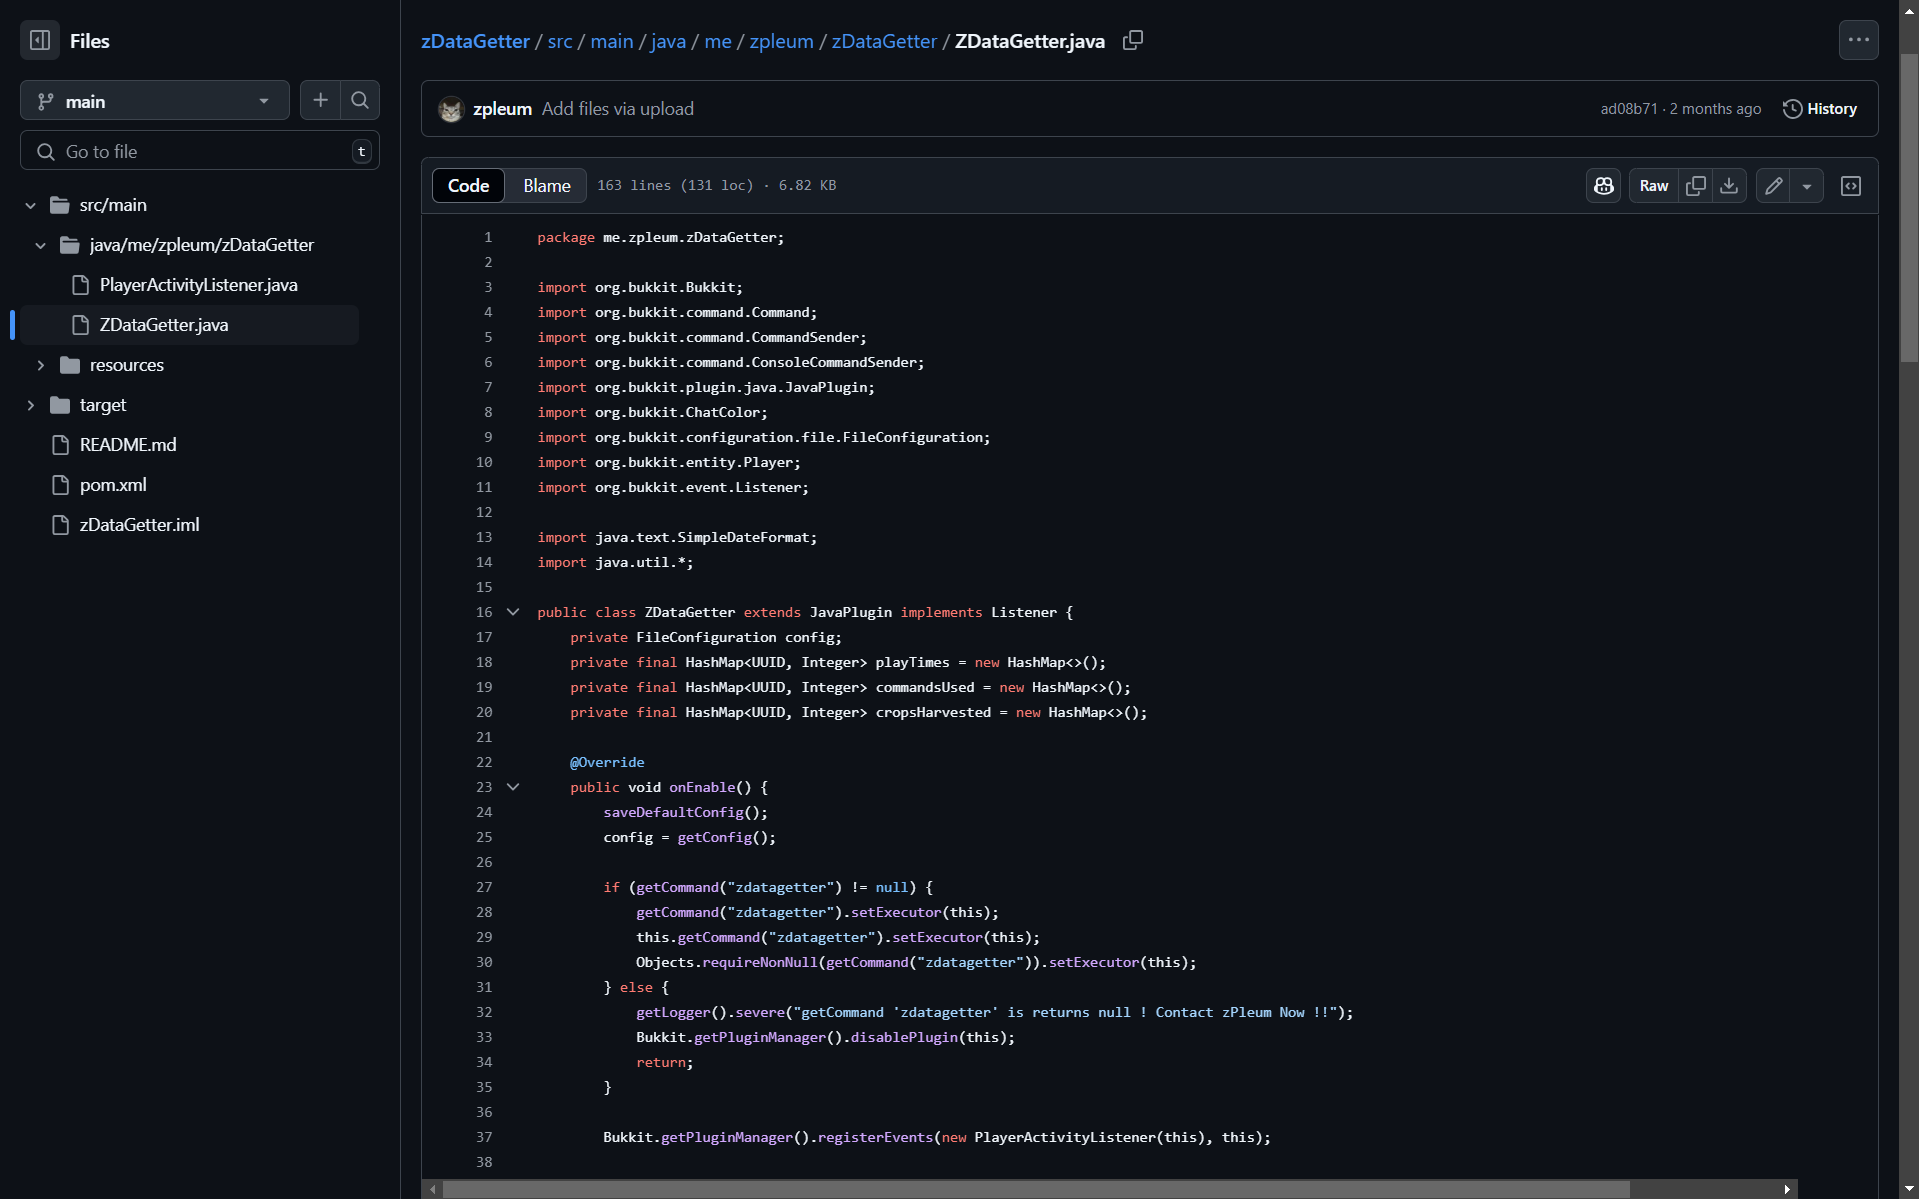 Files
main
Go to file
t
src/main
java/me/zpleum/zDataGetter
PlayerActivityListener.java
ZDataGetter.java
resources
target
README.md
pom.xml
zDataGetter.iml
zDataGetter / src / main / java / me / zpleum / zDataGetter / ZDataGetter.java
zpleum Add files via upload
ad08b71 · 2 months ago History
Code Blame 163 lines (131 loc) · 6.82 KB Raw
1 package me.zpleum.zDataGetter;
2
3 import org.bukkit.Bukkit;
4 import org.bukkit.command.Command;
5 import org.bukkit.command.CommandSender;
6 import org.bukkit.command.ConsoleCommandSender;
7 import org.bukkit.plugin.java.JavaPlugin;
8 import org.bukkit.ChatColor;
9 import org.bukkit.configuration.file.FileConfiguration;
10 import org.bukkit.entity.Player;
11 import org.bukkit.event.Listener;
12
13 import java.text.SimpleDateFormat;
14 import java.util.*;
15
16 public class ZDataGetter extends JavaPlugin implements Listener {
17     private FileConfiguration config;
18     private final HashMap<UUID, Integer> playTimes = new HashMap<>();
19     private final HashMap<UUID, Integer> commandsUsed = new HashMap<>();
20     private final HashMap<UUID, Integer> cropsHarvested = new HashMap<>();
21
22     @Override
23     public void onEnable() {
24         saveDefaultConfig();
25         config = getConfig();
26
27         if (getCommand("zdatagetter") != null) {
28             getCommand("zdatagetter").setExecutor(this);
29             this.getCommand("zdatagetter").setExecutor(this);
30             Objects.requireNonNull(getCommand("zdatagetter")).setExecutor(this);
31         } else {
32             getLogger().severe("getCommand 'zdatagetter' is returns null ! Contact zPleum Now !!");
33             Bukkit.getPluginManager().disablePlugin(this);
34             return;
35         }
36
37         Bukkit.getPluginManager().registerEvents(new PlayerActivityListener(this), this);
38